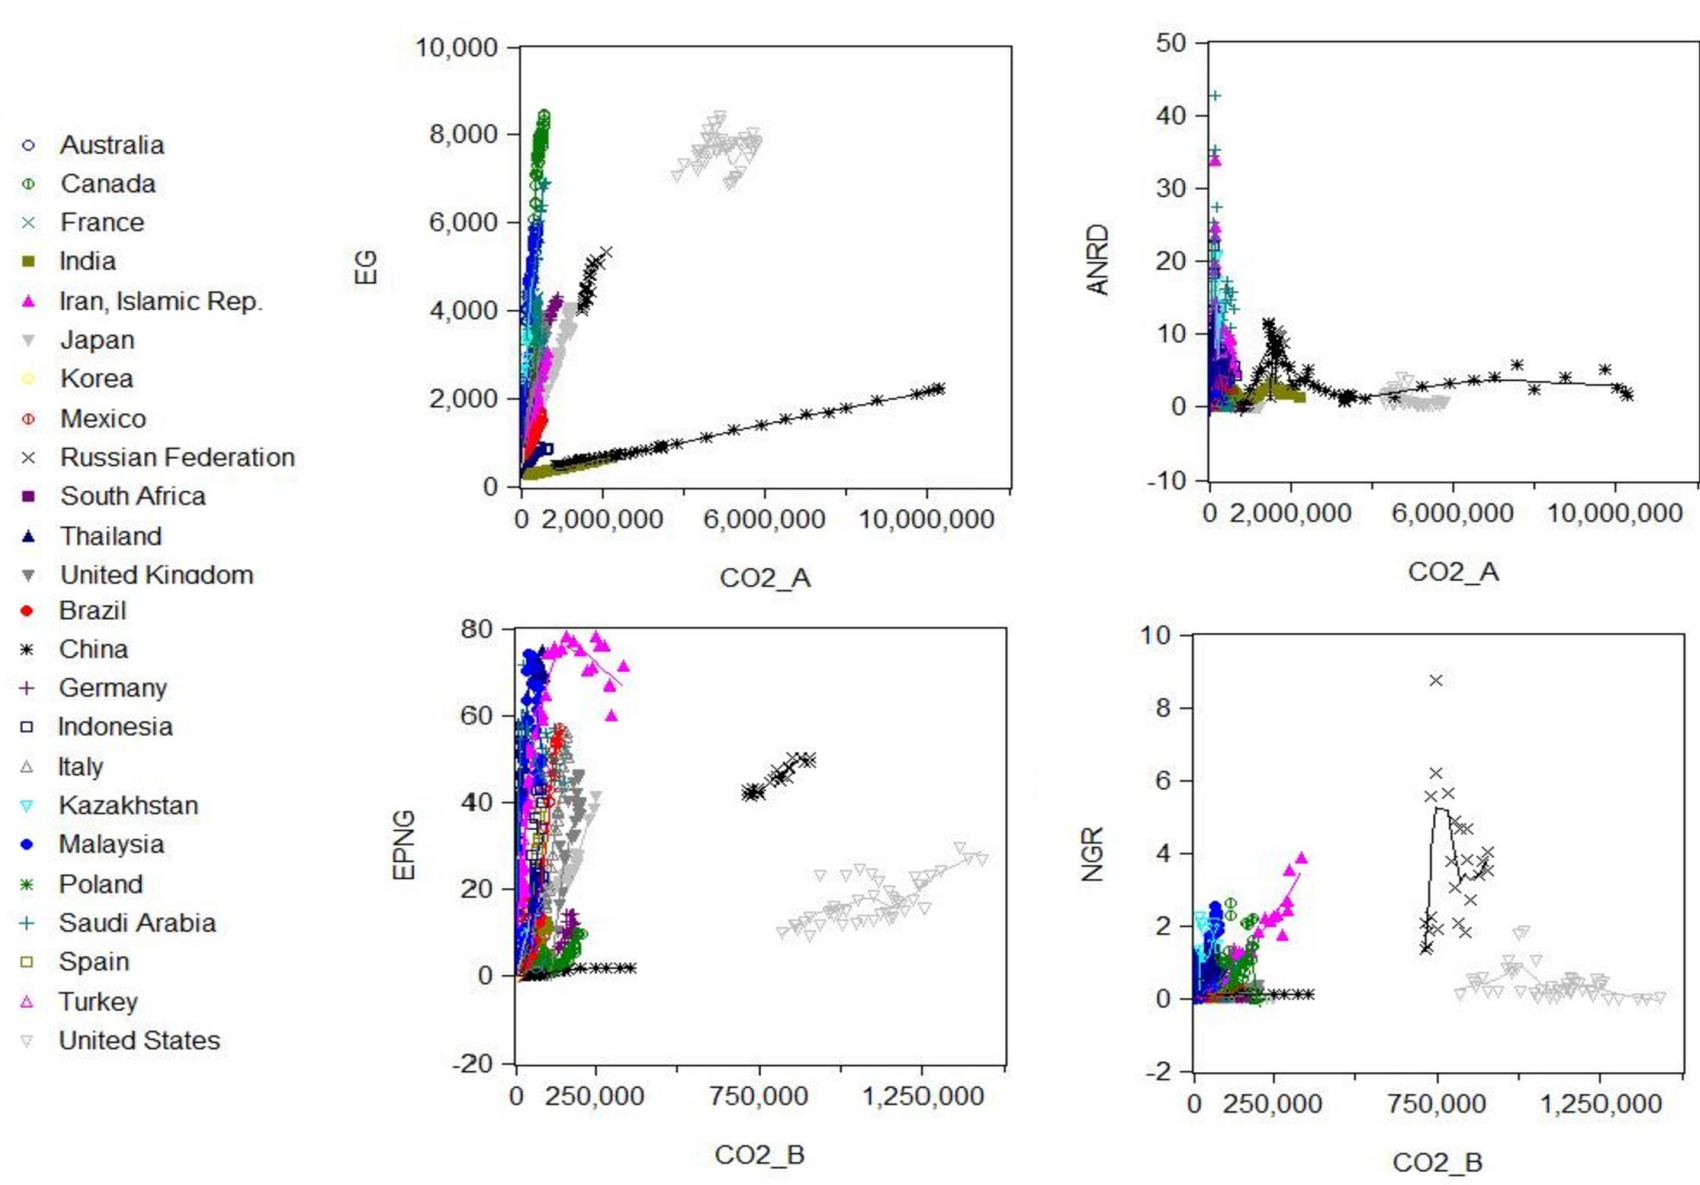 Australia
Canada
France
India
Iran, Islamic Rep.
Japan
Korea
Mexico
Russian Federation
South Africa
Thailand
United Kingdom
Brazil
China
Germany
Indonesia
Italy
Kazakhstan
Malaysia
Poland
Saudi Arabia
Spain
Turkey
United States
10,000
8,000
6,000
4,000
2,000
0
EG
0 2,000,000 6,000,000 10,000,000
CO2_A
50
40
30
20
10
0
-10
ANRD
0 2,000,000 6,000,000 10,000,000
CO2_A
80
60
40
20
0
-20
EPNG
0 250,000 750,000 1,250,000
CO2_B
10
8
6
4
2
0
-2
NGR
0 250,000 750,000 1,250,000
CO2_B